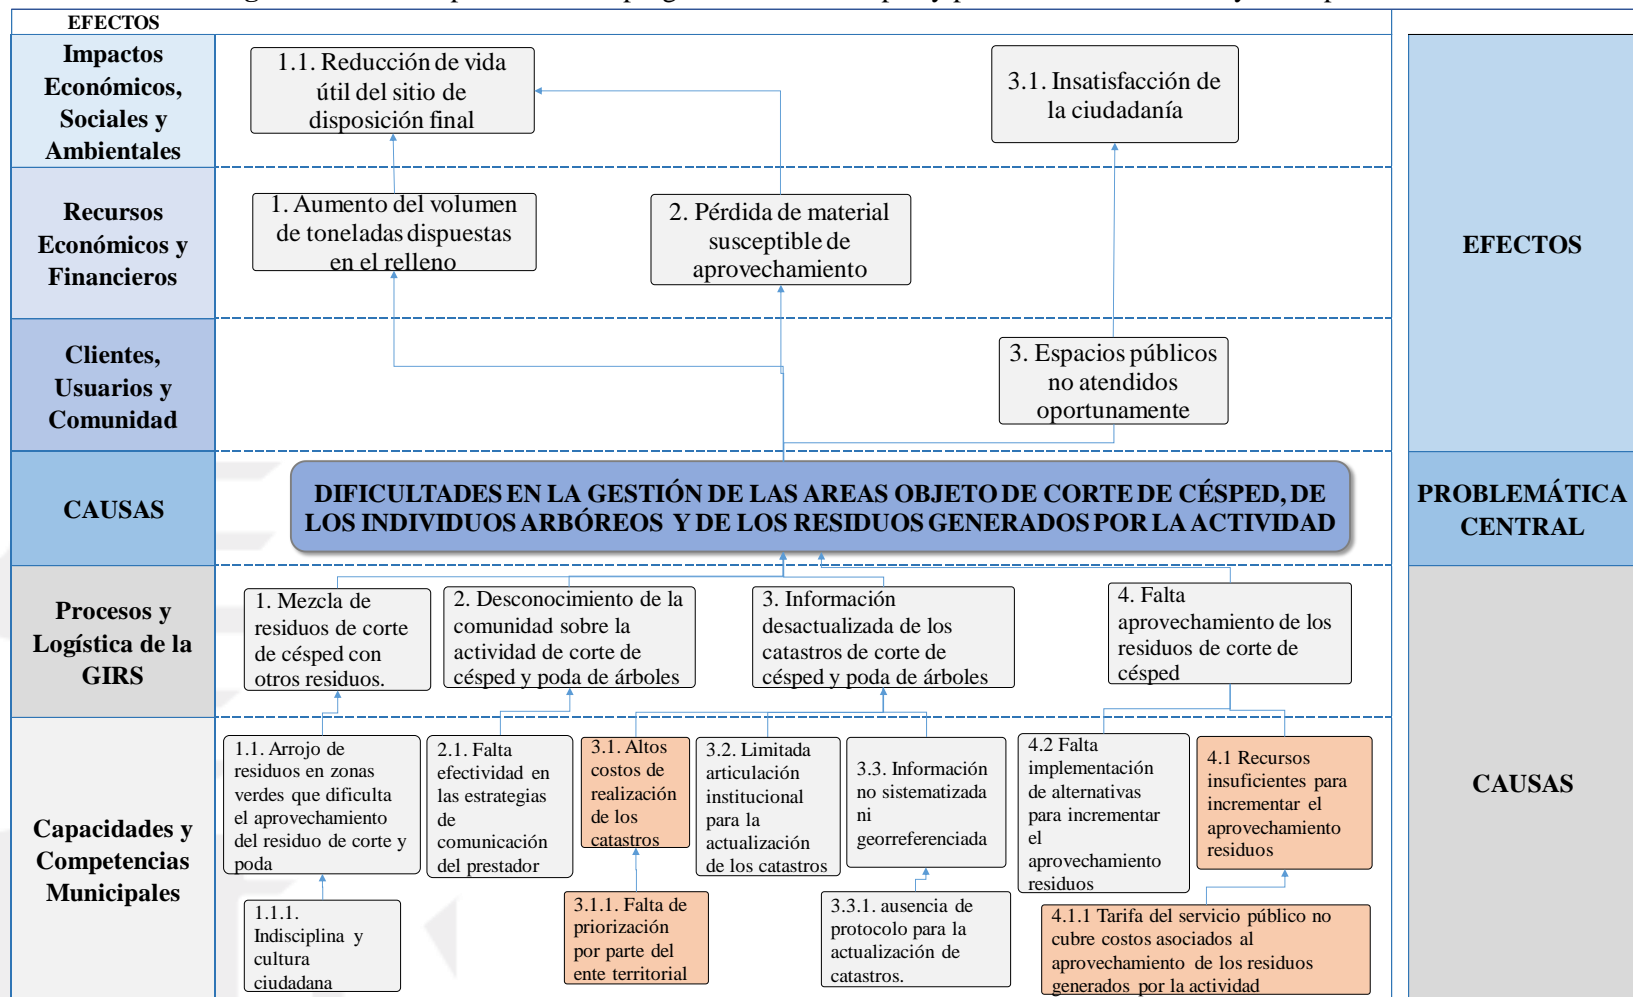 EFECTOS
Impactos
Económicos,
Sociales y
Ambientales
1.1. Reducción de vida
útil del sitio de
disposición final
3.1. Insatisfacción de
la ciudadanía
Recursos
Económicos y
Financieros
1. Aumento del volumen
de toneladas dispuestas
en el relleno
2. Pérdida de material
susceptible de
aprovechamiento
EFECTOS
Clientes,
Usuarios y
Comunidad
3. Espacios públicos
no atendidos
oportunamente
CAUSAS
DIFICULTADES EN LA GESTIÓN DE LAS AREAS OBJETO DE CORTE DE CÉSPED, DE
LOS INDIVIDUOS ARBÓREOS Y DE LOS RESIDUOS GENERADOS POR LA ACTIVIDAD
PROBLEMÁTICA
CENTRAL
Procesos y
Logística de la
GIRS
1. Mezcla de
residuos de corte
de césped con
otros residuos.
2. Desconocimiento de la
comunidad sobre la
actividad de corte de
césped y poda de árboles
3. Información
desactualizada de los
catastros de corte de
césped y poda de árboles
4. Falta
aprovechamiento de los
residuos de corte de
césped
Capacidades y
Competencias
Municipales
1.1. Arrojo de
residuos en zonas
verdes que dificulta
el aprovechamiento
del residuo de corte y
poda
2.1. Falta
efectividad en
las estrategias
de
comunicación
del prestador
3.1. Altos
costos de
realización
de los
catastros
3.2. Limitada
articulación
institucional
para la
actualización
de los catastros
3.3. Información
no sistematizada
ni
georreferenciada
4.2 Falta
implementación
de alternativas
para incrementar
el
aprovechamiento
residuos
4.1 Recursos
insuficientes para
incrementar el
aprovechamiento
residuos
CAUSAS
1.1.1.
Indisciplina y
cultura
ciudadana
3.1.1. Falta de
priorización
por parte del
ente territorial
3.3.1. ausencia de
protocolo para la
actualización de
catastros.
4.1.1 Tarifa del servicio público no
cubre costos asociados al
aprovechamiento de los residuos
generados por la actividad